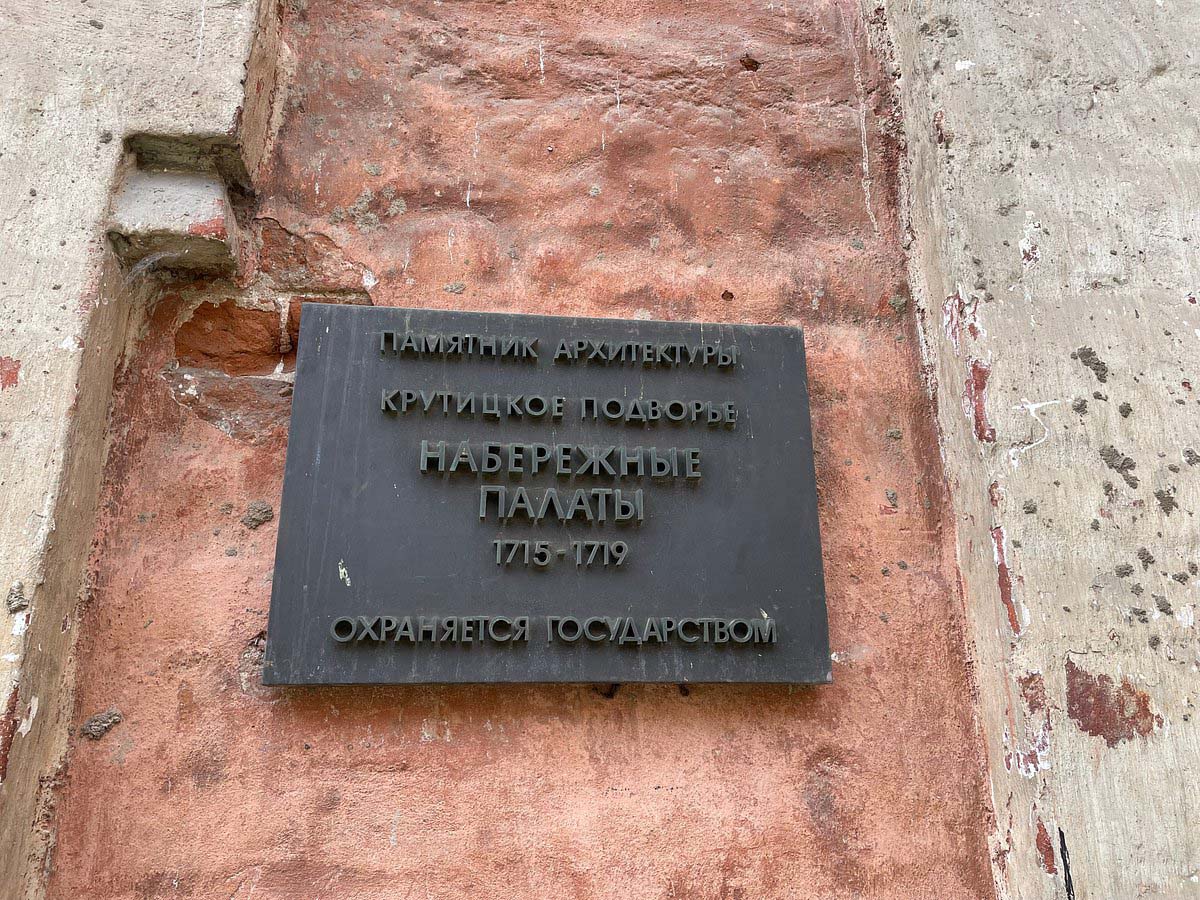 ПАМЯТНИК АРХИТЕКТУРЫ
КРУТИЦКОЕ ПОДВОРЬЕ
НАБЕРЕЖНЫЕ
ПАЛАТЫ
1715-1719
ОХРАНЯЕТСЯ ГОСУДАРСТВОМ